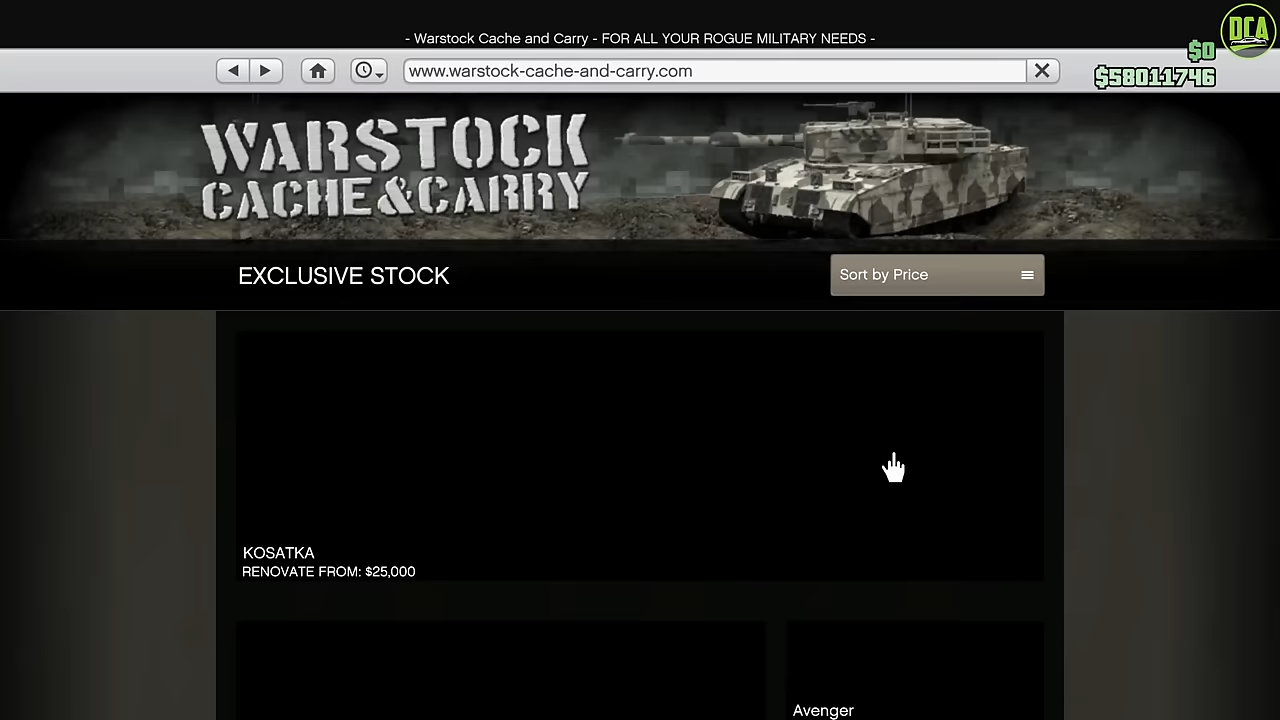 - Warstock Cache and Carry - FOR ALL YOUR ROGUE MILITARY NEEDS -
DCA
$0
www.warstock-cache-and-carry.com
$58011746
WARSTOCK
CACHE&CARRY
EXCLUSIVE STOCK
Sort by Price
KOSATKA
RENOVATE FROM: $25,000
Avenger